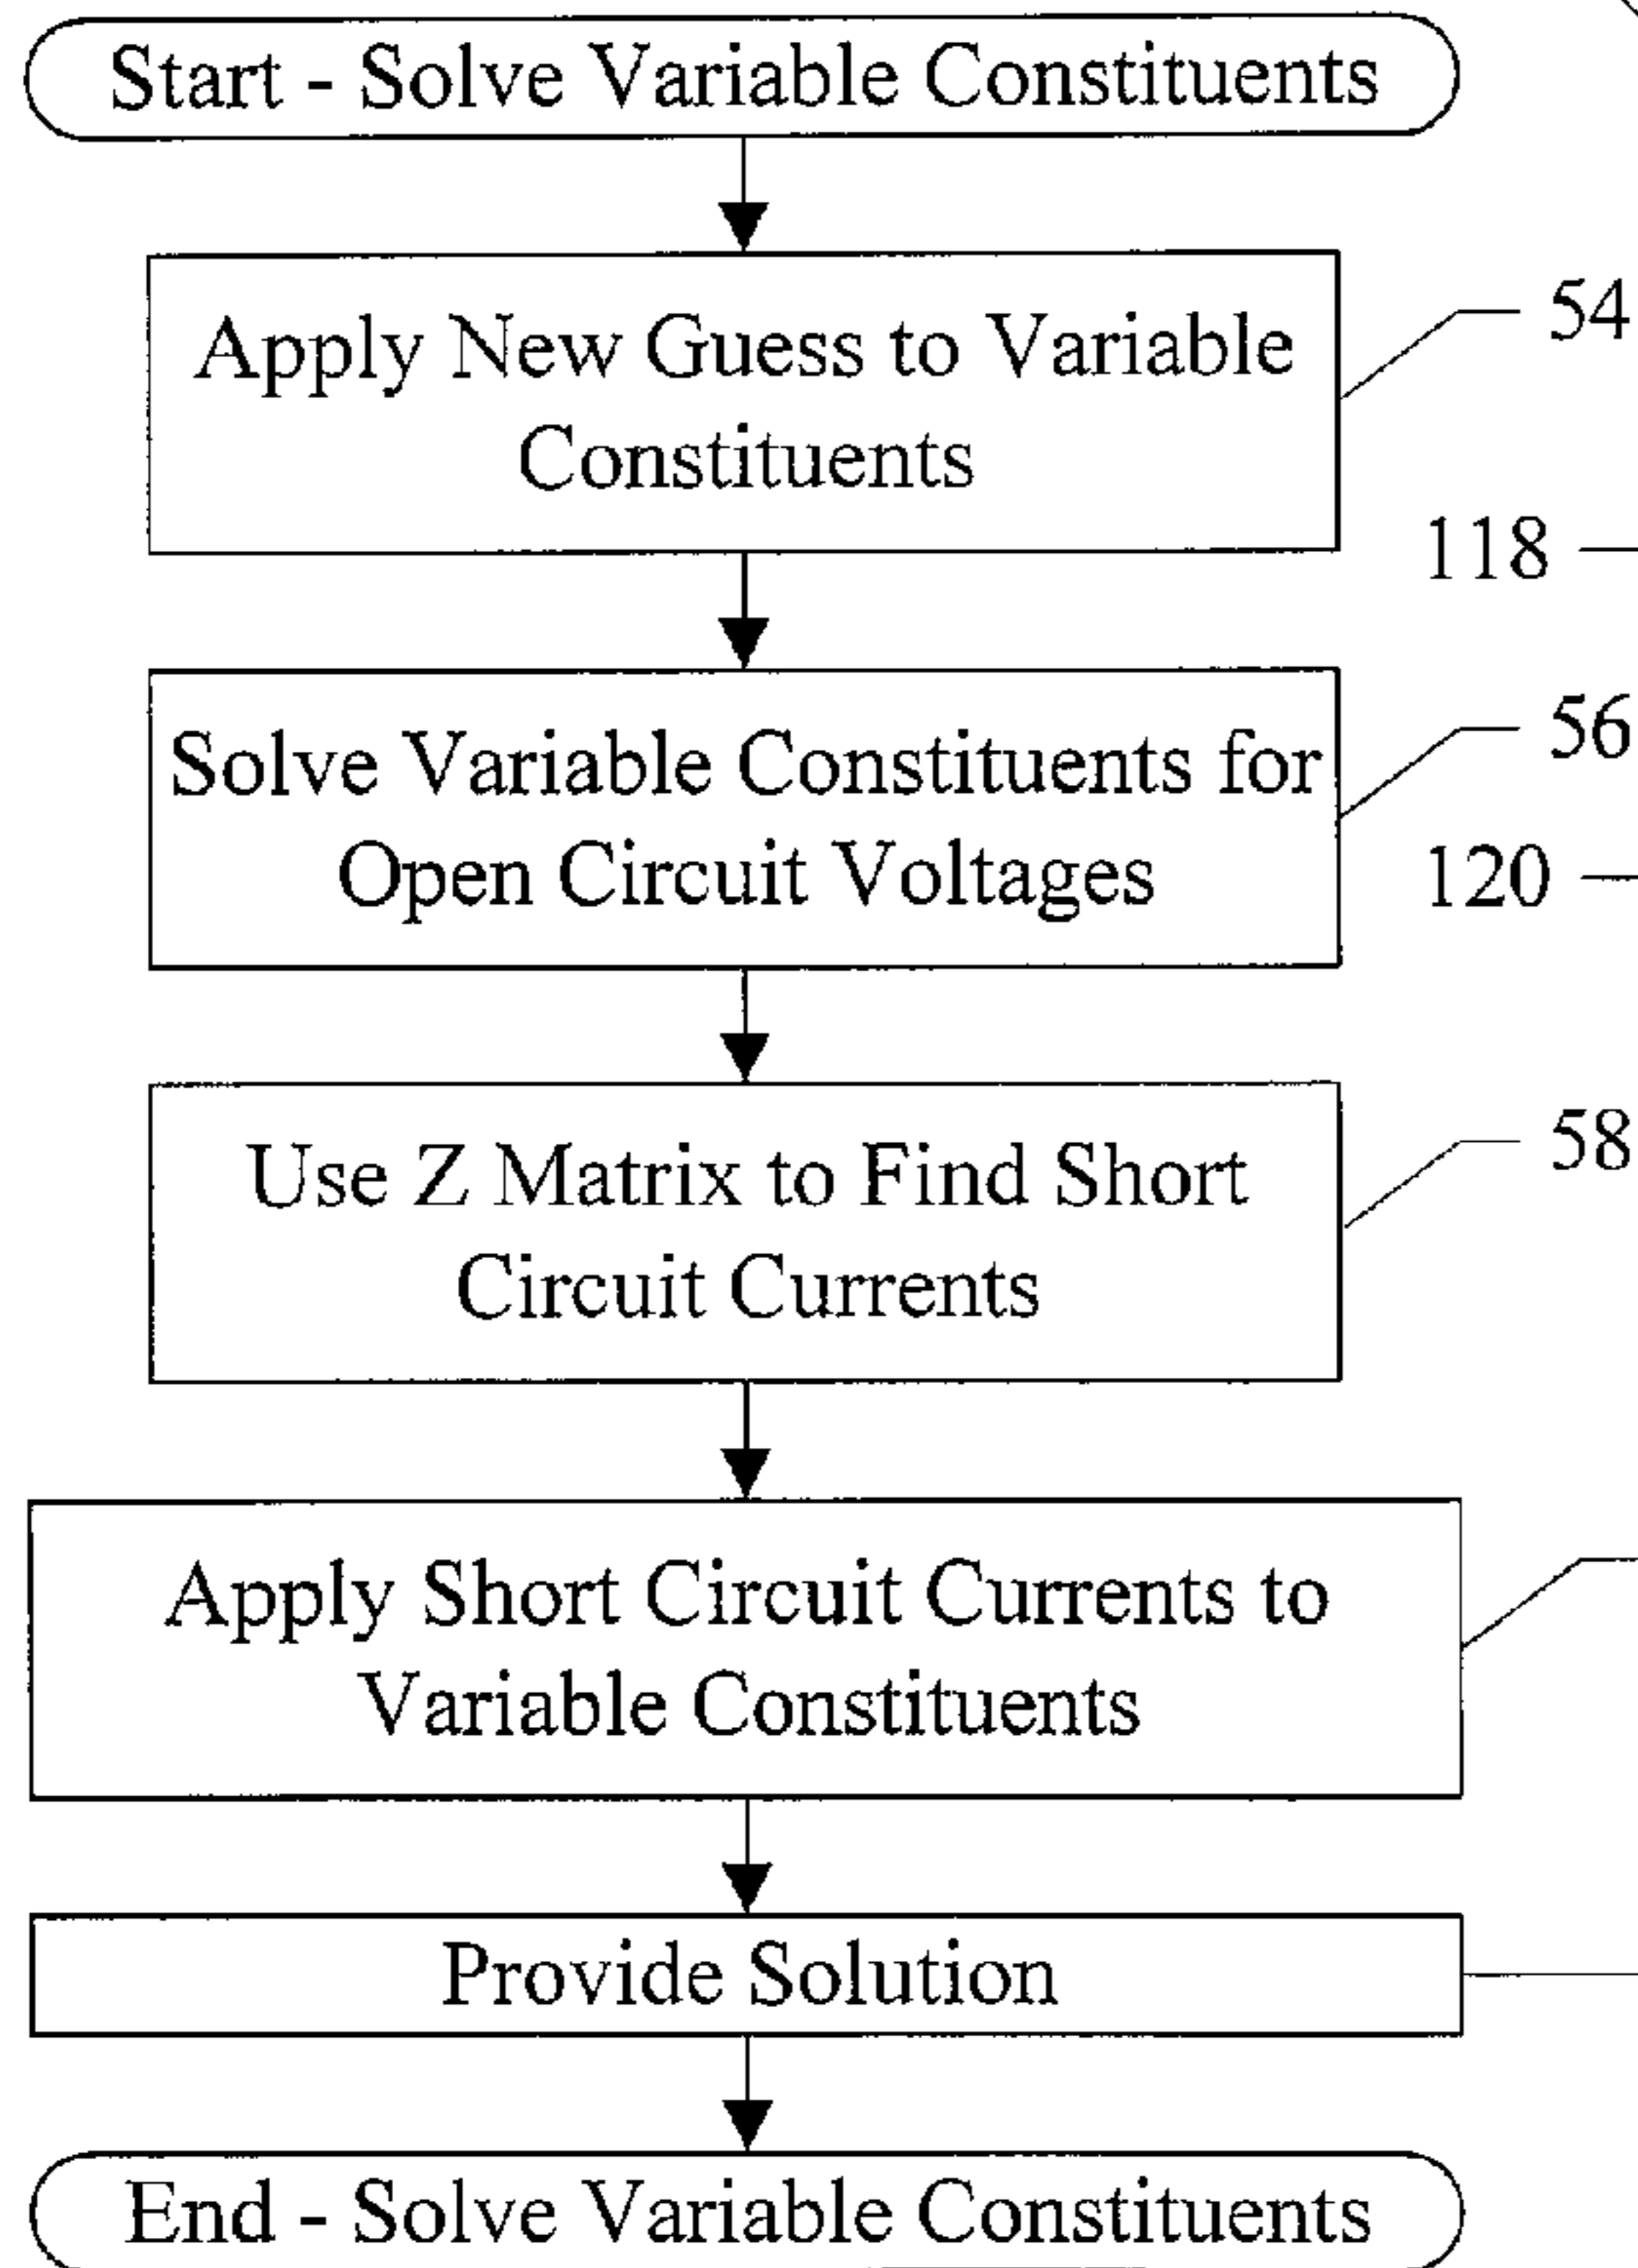 Start - Solve Variable Constituents
Apply New Guess to Variable
Constituents
54
118
Solve Variable Constituents for
Open Circuit Voltages
56
120
Use Z Matrix to Find Short
Circuit Currents
58
Apply Short Circuit Currents to
Variable Constituents
Provide Solution
End - Solve Variable Constituents